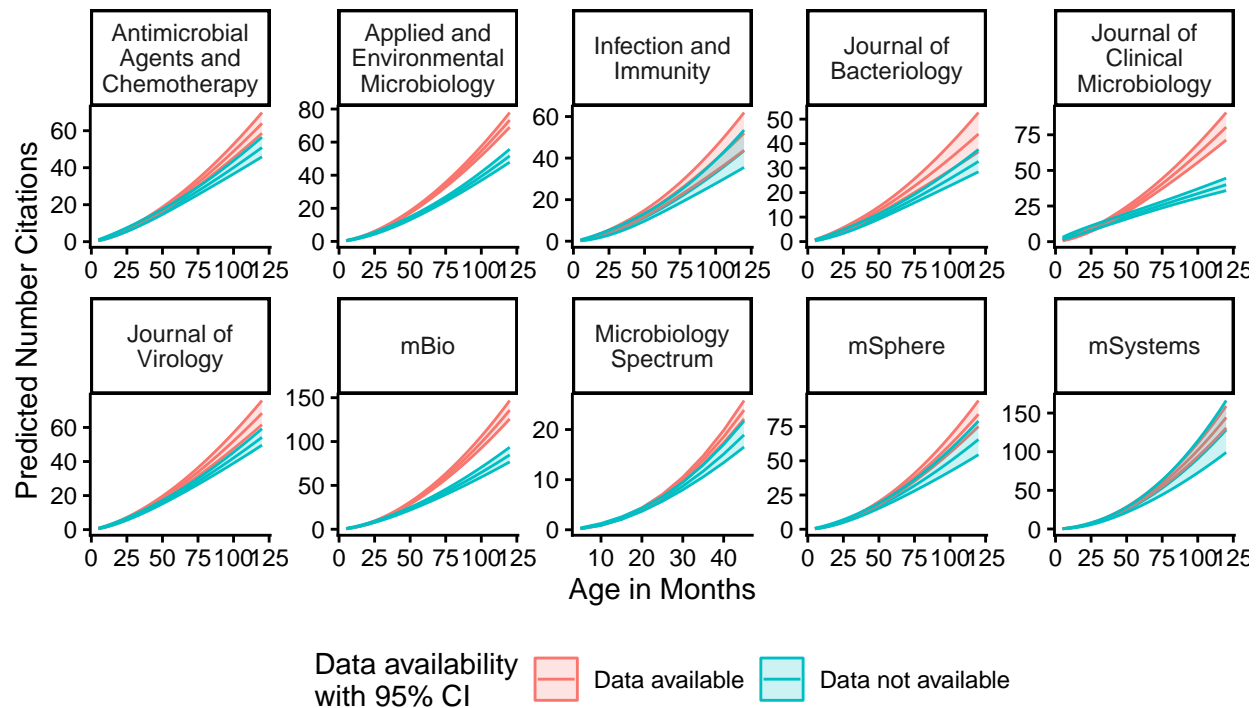 Antimicrobial
Agents and
Chemotherapy
Applied and
Environmental
Microbiology
Infection and
Immunity
Journal of
Bacteriology
Journal of
Clinical
Microbiology
60
40
20
0
0 25 50 75 100 125
80
60
40
20
0
0 25 50 75 100 125
60
40
20
0
0 25 50 75 100 125
50
40
30
20
10
0
0 25 50 75 100 125
75
50
25
0
0 25 50 75 100 125
Predicted Number Citations
Journal of
Virology
mBio
Microbiology
Spectrum
mSphere
mSystems
60
40
20
0
0 25 50 75 100 125
150
100
50
0
0 25 50 75 100 125
20
10
0
10 20 30 40
75
50
25
0
0 25 50 75 100 125
150
100
50
0
0 25 50 75 100 125
Age in Months
Data availability
with 95% CI
Data available
Data not available